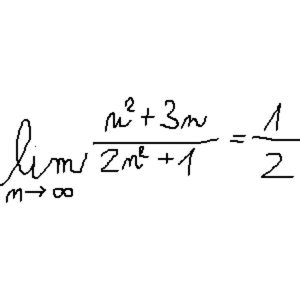 lim n→∞ (n²+3n)/(2n²+1) = 1/2